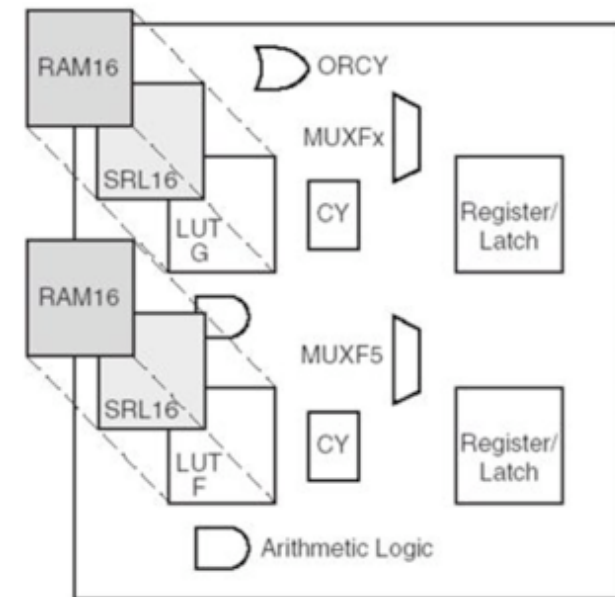 RAM16
ORCY
MUXFx
SRL16
CY
Register/
Latch
LUT
G
RAM16
MUXF5
SRL16
CY
Register/
Latch
LUT
F
Arithmetic Logic